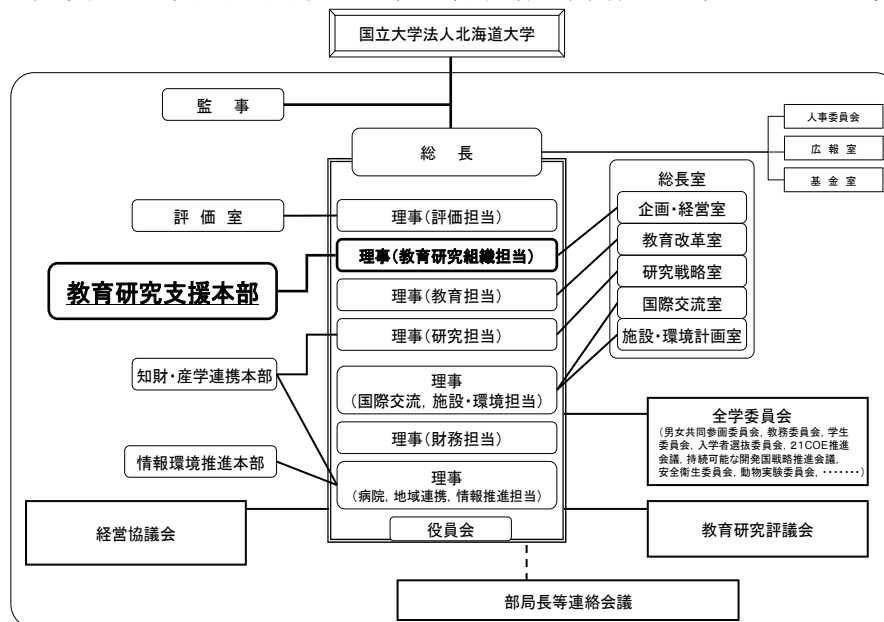 国立大学法人北海道大学
監 事
総 長
人事委員会
広 報 室
基 金 室
総長室
企画・経営室
教育改革室
研究戦略室
国際交流室
施設・環境計画室
評 価 室
理事(評価担当)
理事(教育研究組織担当)
教育研究支援本部
理事(教育担当)
理事(研究担当)
知財・産学連携本部
理事
(国際交流, 施設・環境担当)
理事(財務担当)
情報環境推進本部
理事
(病院, 地域連携, 情報推進担当)
役員会
全学委員会
(男女共同参画委員会, 教務委員会, 学生
委員会, 入学者選抜委員会, 21COE推進
会議, 持続可能な開発国戦略推進会議,
安全衛生委員会, 動物実験委員会, ・・・・・・・)
経営協議会
教育研究評議会
部局長等連絡会議